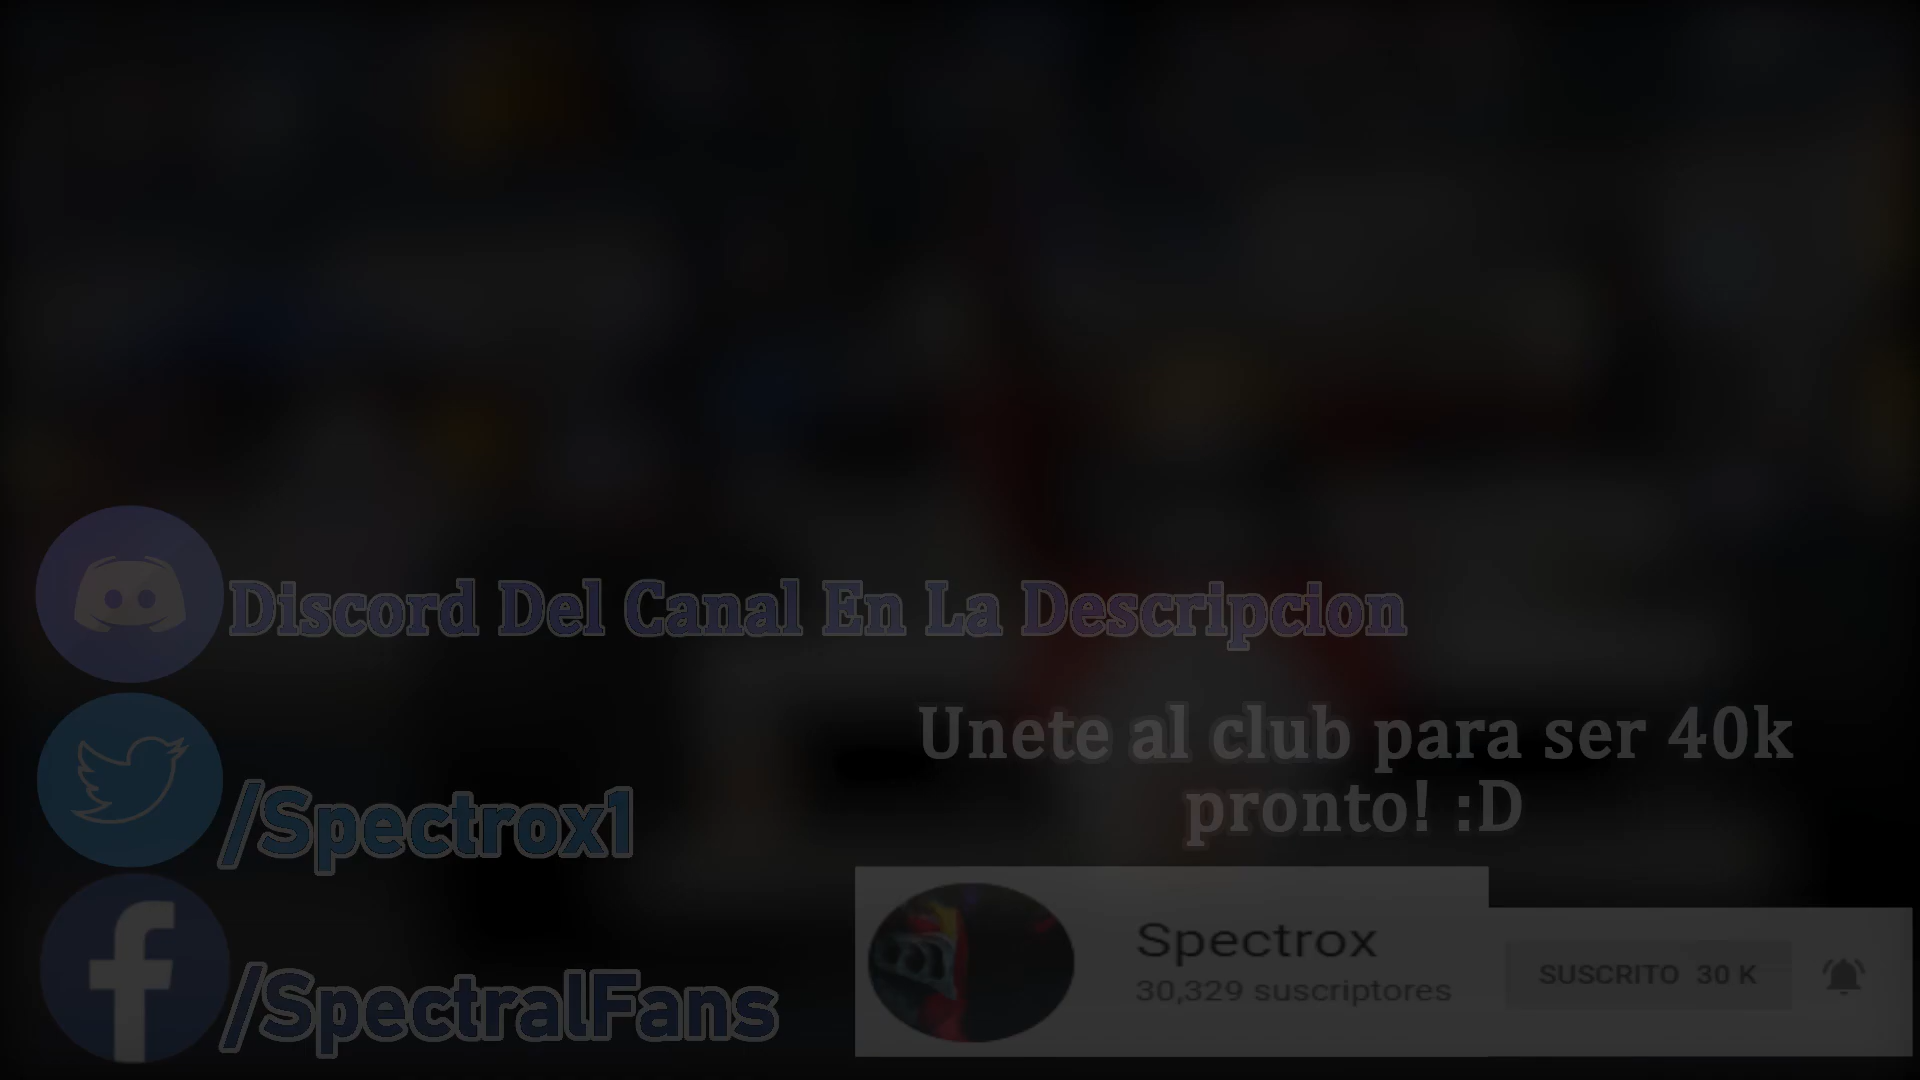 Discord Del Canal En La Descripcion
Unete al club para ser 40k
pronto! :D
/Spectrox1
/SpectralFans
Spectrox
30,329 suscriptores
SUSCRITO 30 K